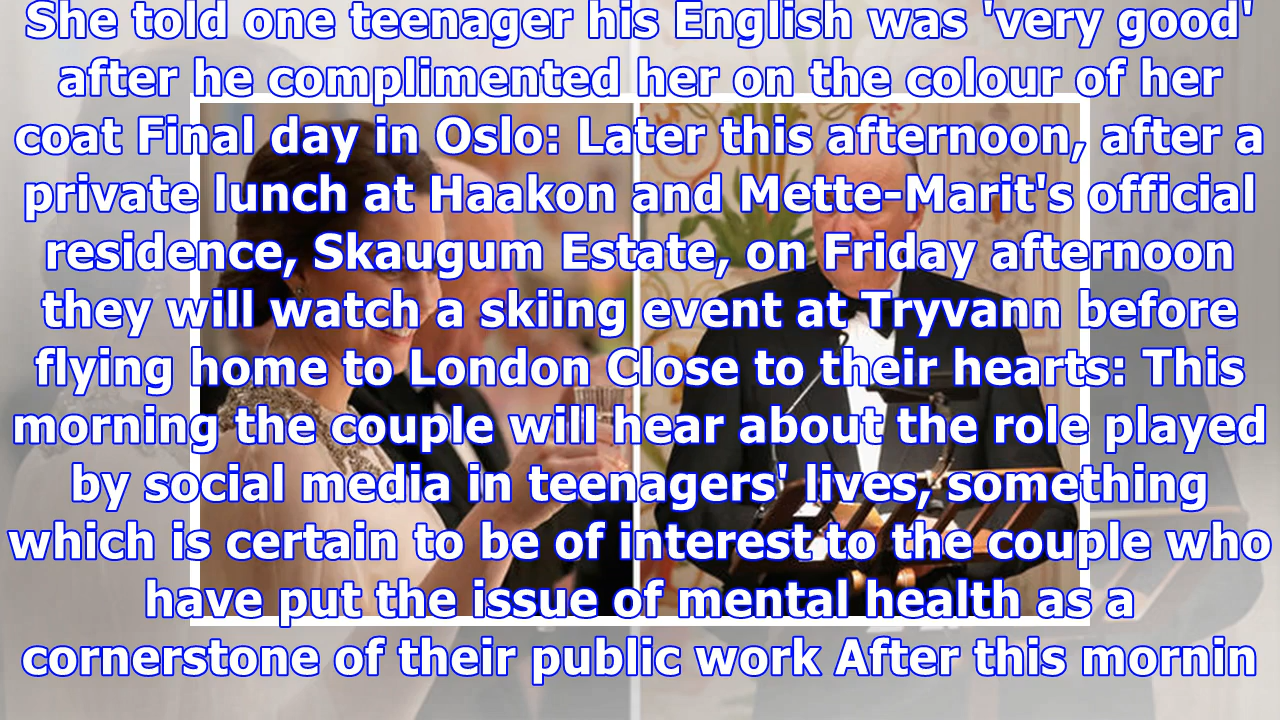 She told one teenager his English was 'very good'
after he complimented her on the colour of her
coat Final day in Oslo: Later this afternoon, after a
private lunch at Haakon and Mette-Marit's official
residence, Skaugum Estate, on Friday afternoon
they will watch a skiing event at Tryvann before
flying home to London Close to their hearts: This
morning the couple will hear about the role played
by social media in teenagers' lives, something
which is certain to be of interest to the couple who
have put the issue of mental health as a
cornerstone of their public work After this mornin